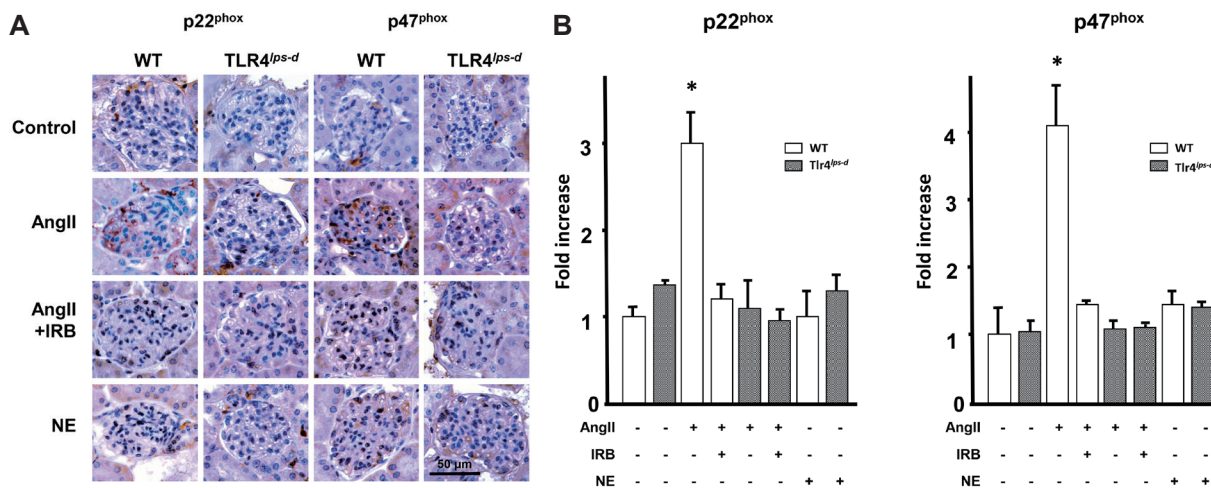 A
p22phox
p47phox
WT
TLR4lps-d
WT
TLR4lps-d
Control
AngII
AngII
+IRB
NE
50 µm
B
p22phox
Fold increase
3
2
1
0
*
WT
Tlr4lps-d
AngII - - + + + + - -
IRB - - - + - + - -
NE - - - - - - + +
p47phox
Fold increase
4
3
2
1
0
*
WT
Tlr4lps-d
AngII - - + + + + - -
IRB - - - + - + - -
NE - - - - - - + +